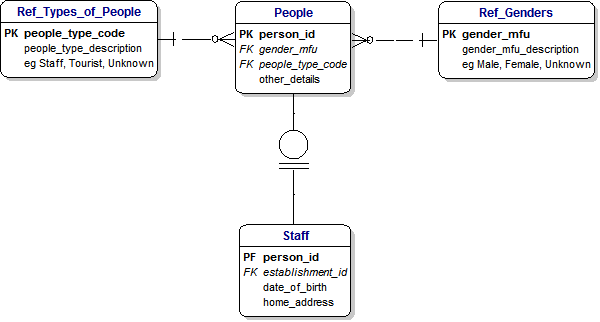 Ref_Types_of_People
PK people_type_code
people_type_description
eg Staff, Tourist, Unknown
People
PK person_id
FK gender_mfu
FK people_type_code
other_details
Ref_Genders
PK gender_mfu
gender_mfu_description
eg Male, Female, Unknown
Staff
PF person_id
FK establishment_id
date_of_birth
home_address